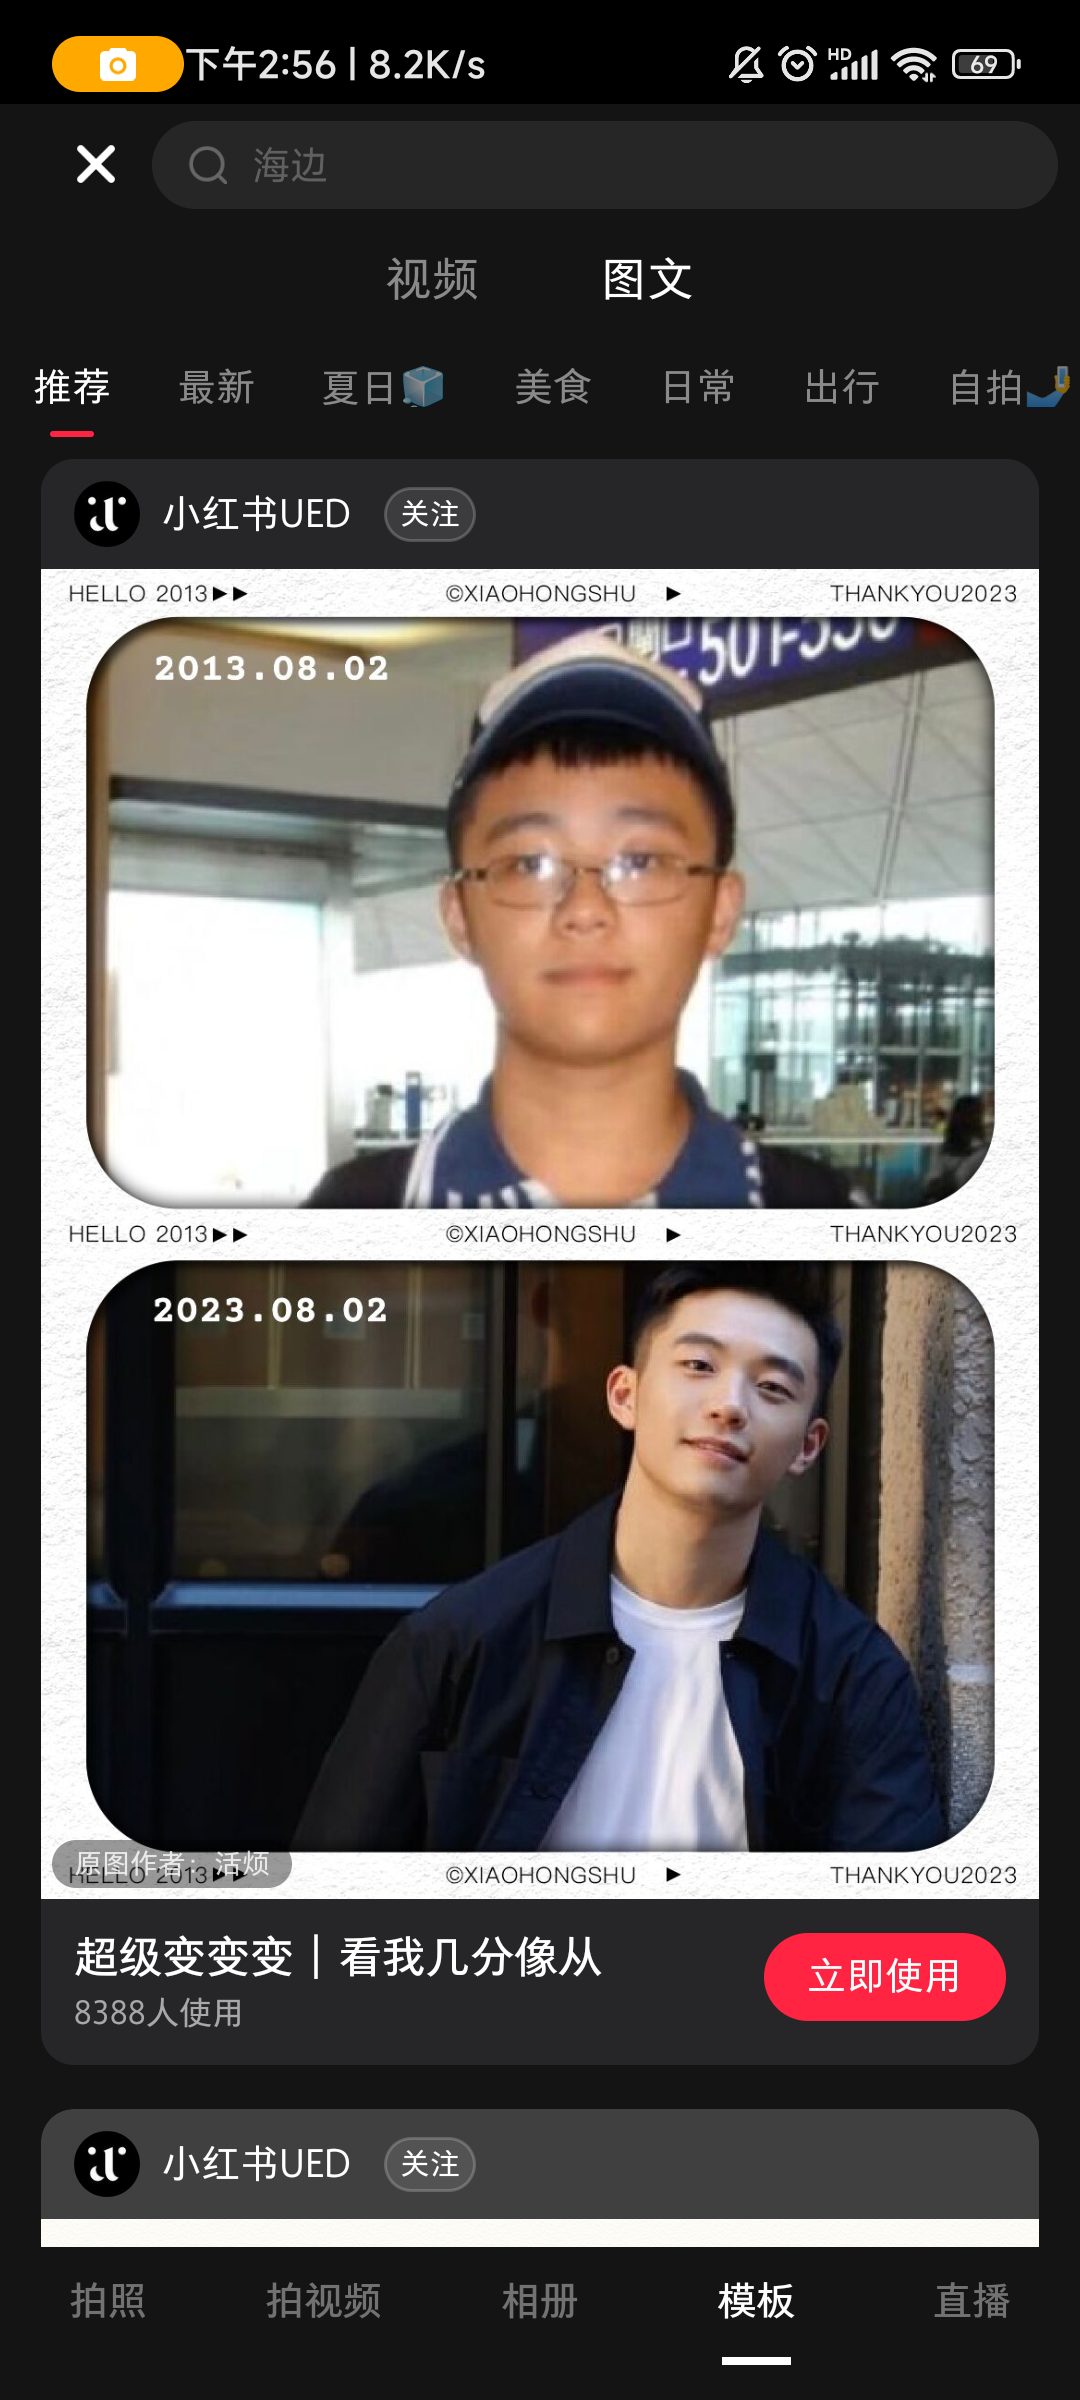 下午2:56 | 8.2K/s HD 69
海边
视频 图文
推荐 最新 夏日 美食 日常 出行 自拍
小红书UED 关注
HELLO 2013▶▶ ©XIAOHONGSHU ▶ THANKYOU2023
501-530
2013.08.02
HELLO 2013▶▶ ©XIAOHONGSHU ▶ THANKYOU2023
2023.08.02
原图作者：活烦
HELLO 2013▶▶ ©XIAOHONGSHU ▶ THANKYOU2023
超级变变变｜看我几分像从
8388人使用
立即使用
小红书UED 关注
拍照 拍视频 相册 模板 直播